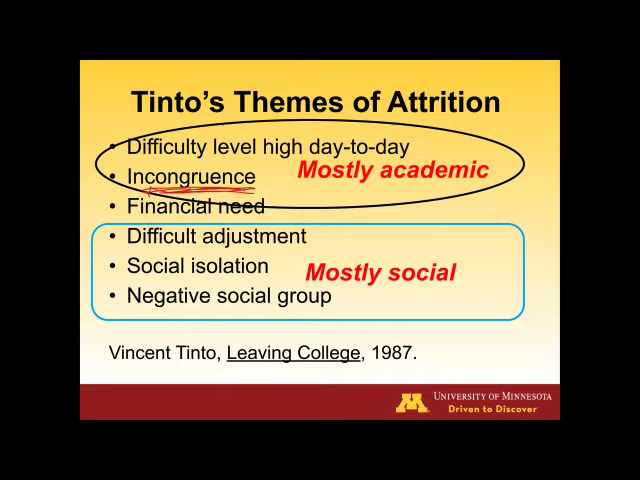 Tinto's Themes of Attrition
• Difficulty level high day-to-day
• Incongruence
Mostly academic
• Financial need
• Difficult adjustment
• Social isolation
Mostly social
• Negative social group
Vincent Tinto, Leaving College, 1987.
M
UNIVERSITY OF MINNESOTA
Driven to Discover